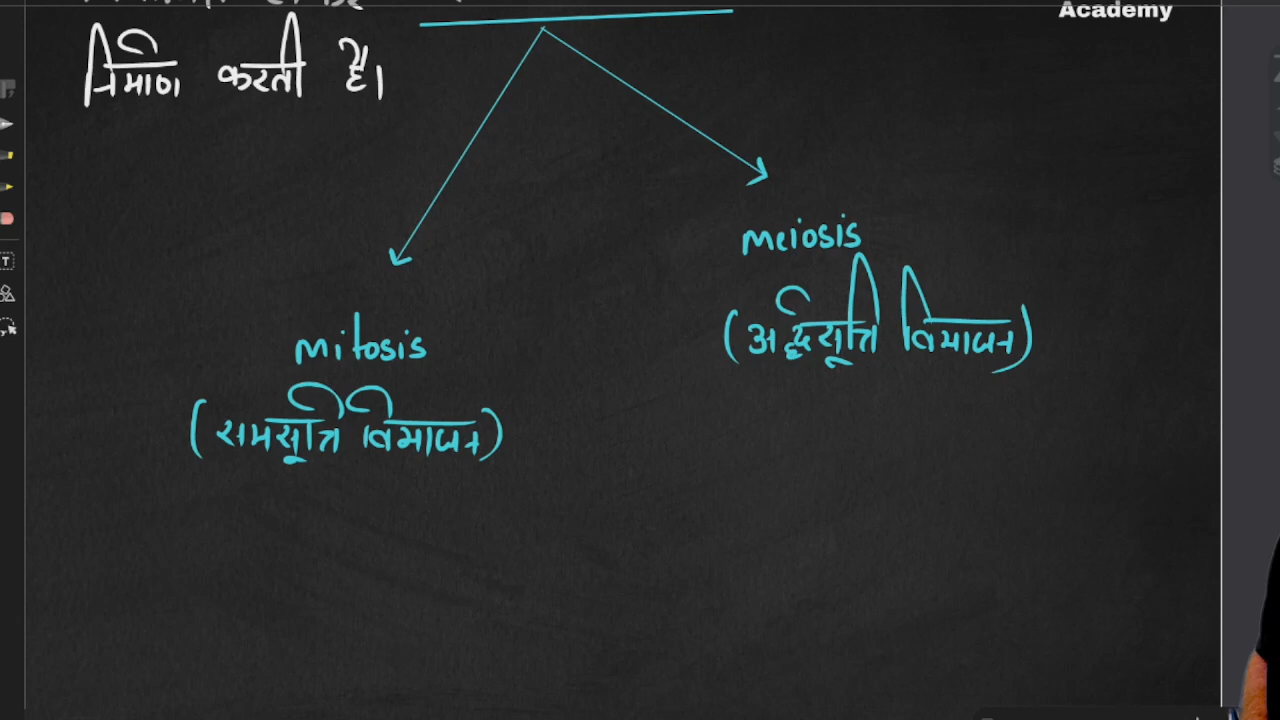 Academy
निर्माण करती है।
meiosis
(अर्द्धसूत्रि विभाजन)
mitosis
(समसूत्रि विभाजन)